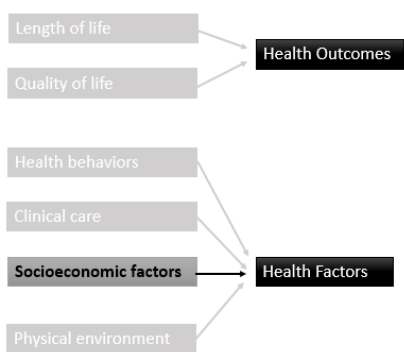 Length of life
Health Outcomes
Quality of life
Health behaviors
Clinical care
Socioeconomic factors
Health Factors
Physical environment